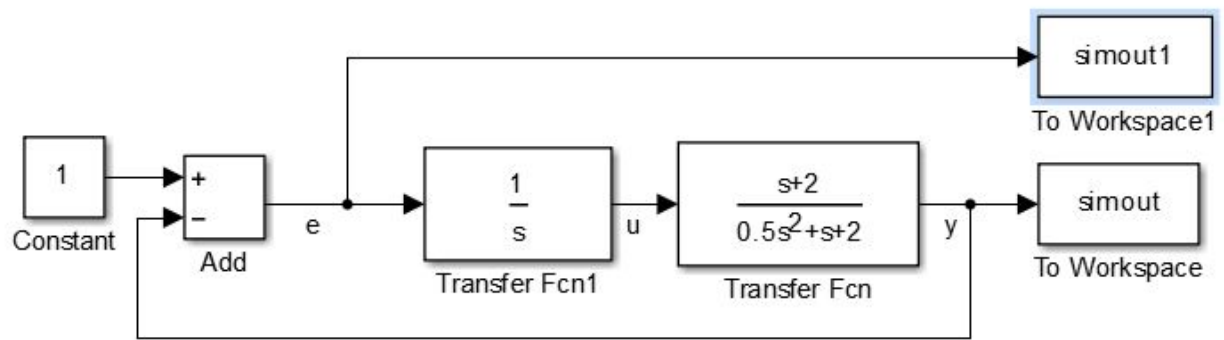 simout1
To Workspace1
1
Constant
+
−
Add
e
1
s
Transfer Fcn1
u
s+2
0.5s²+s+2
Transfer Fcn
y
simout
To Workspace